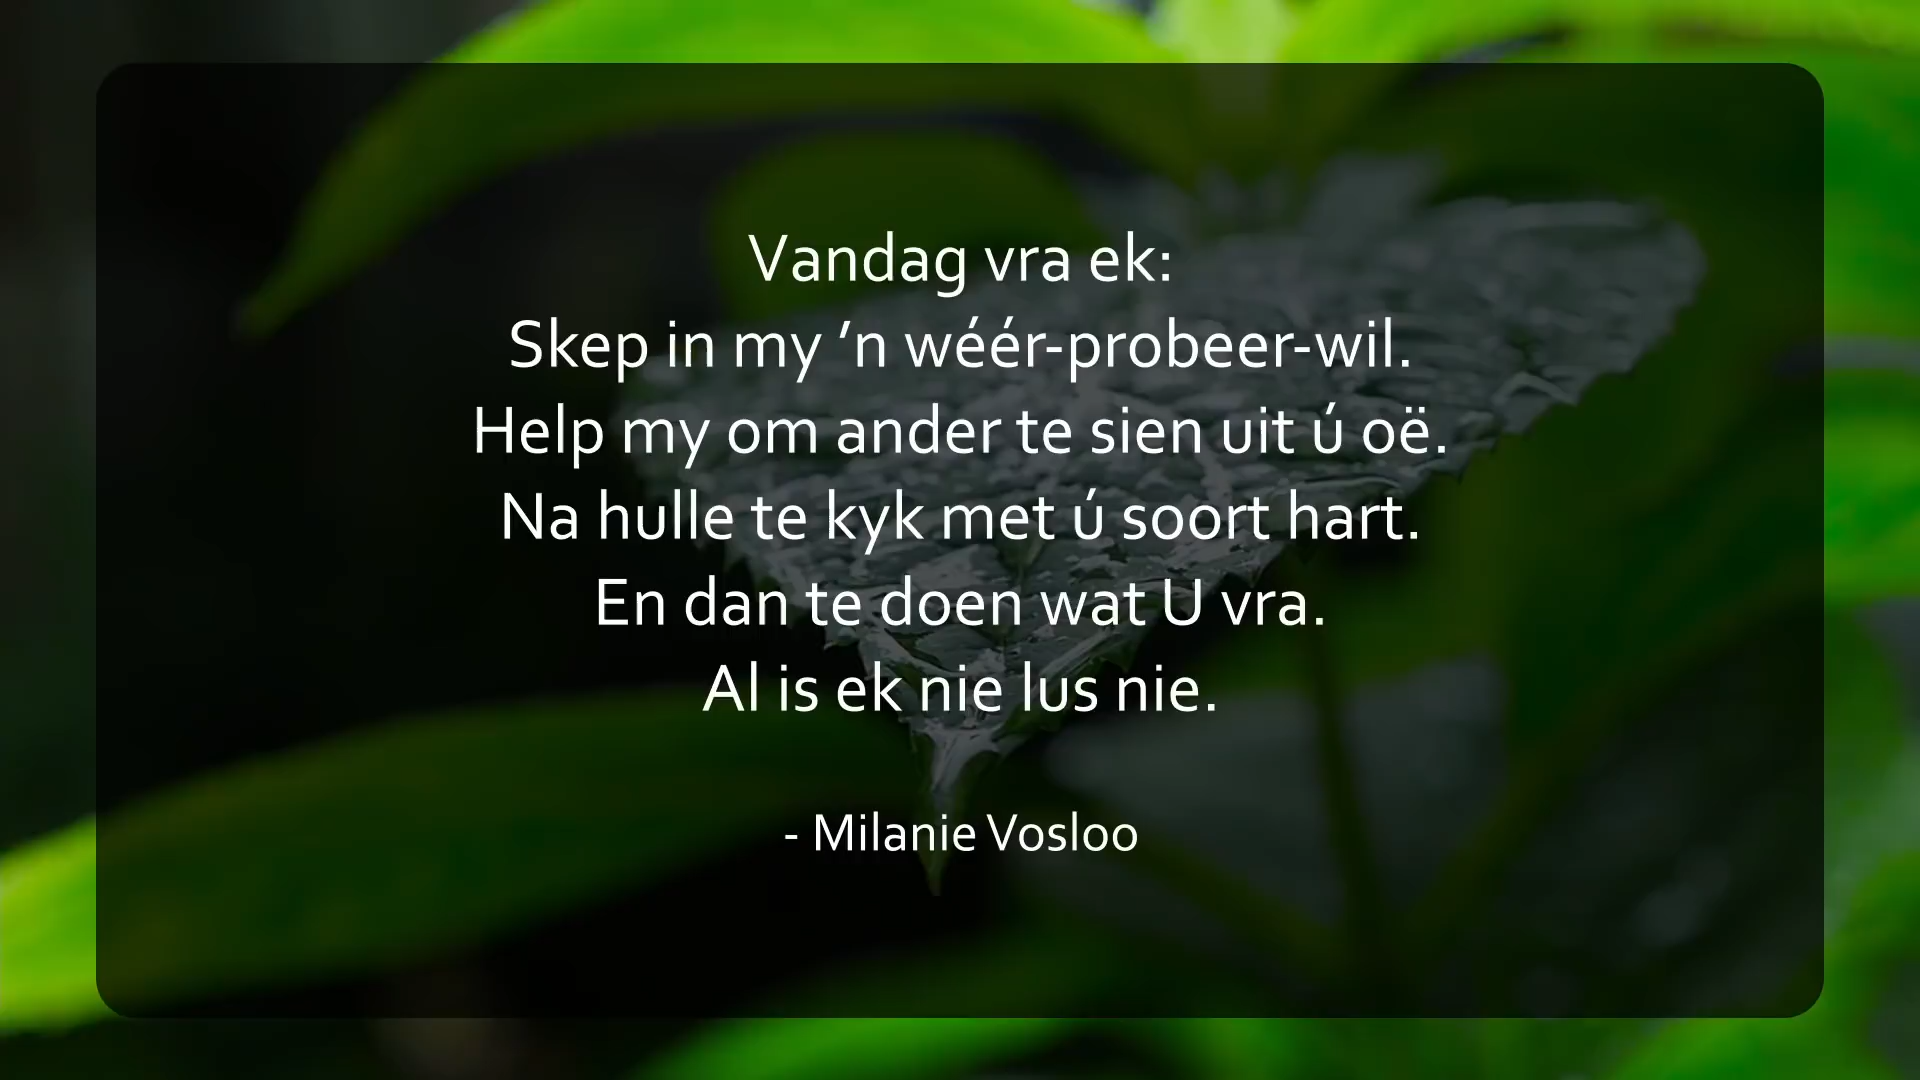 Vandag vra ek:
Skep in my ’n wéér-probeer-wil.
Help my om ander te sien uit ú oë.
Na hulle te kyk met ú soort hart.
En dan te doen wat U vra.
Al is ek nie lus nie.
- Milanie Vosloo